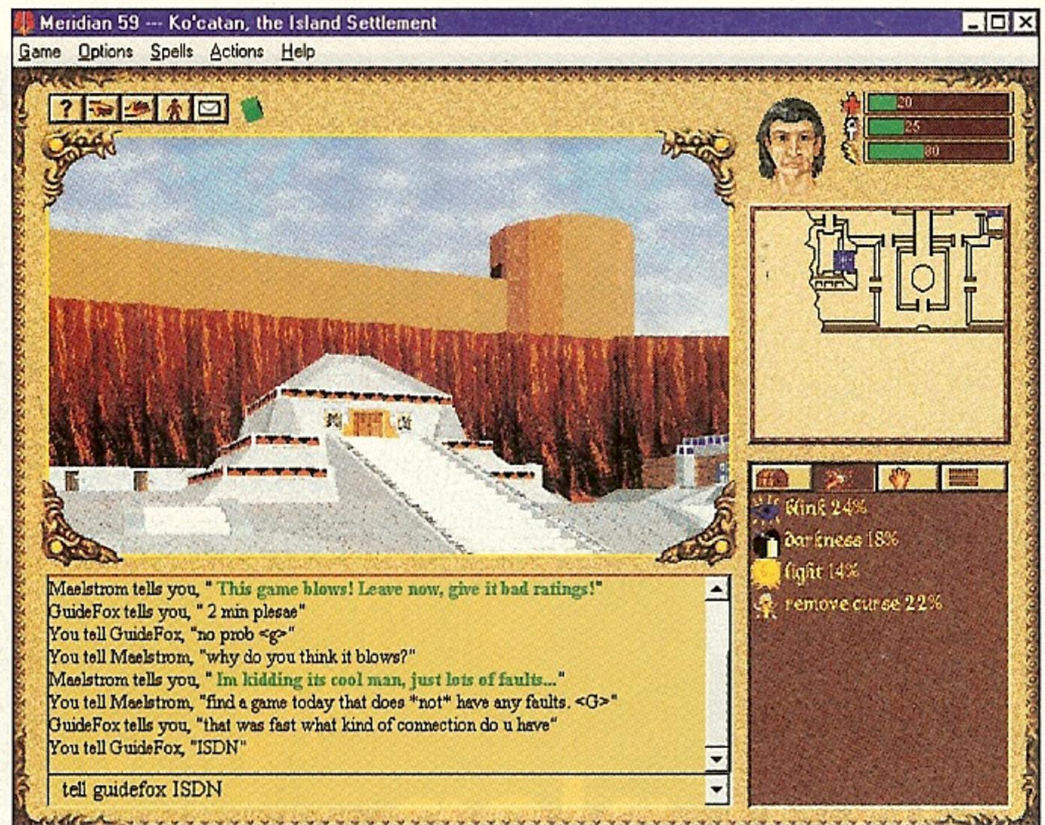 Meridian 59 --- Ko'catan, the Island Settlement
Game Options Spells Actions Help
?
20
25
80
blink 24%
darkness 18%
light 14%
remove curse 22%
Maelstrom tells you, " This game blows! Leave now, give it bad ratings!"
GuideFox tells you, " 2 min plesae"
You tell GuideFox, "no prob <g>"
You tell Maelstrom, "why do you think it blows?"
Maelstrom tells you, " Im kidding its cool man, just lots of faults..."
You tell Maelstrom, "find a game today that does *not* have any faults. <G>"
GuideFox tells you, "that was fast what kind of connection do u have"
You tell GuideFox, "ISDN"
tell guidefox ISDN